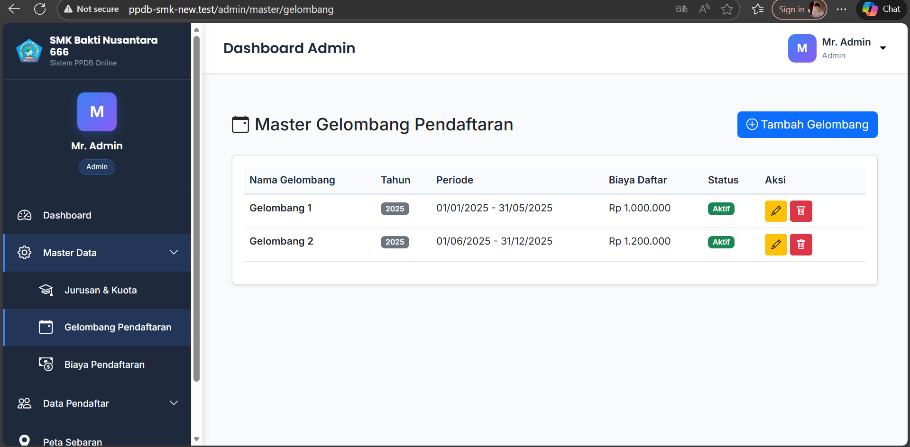 Not secure ppdb-smk-new.test/admin/master/gelombang
Sign in
Chat
SMK Bakti Nusantara
666
Sistem PPDB Online
M
Mr. Admin
Admin
Dashboard
Master Data
Jurusan & Kuota
Gelombang Pendaftaran
Biaya Pendaftaran
Data Pendaftar
Peta Sebaran
Dashboard Admin
M
Mr. Admin
Admin
Master Gelombang Pendaftaran
Tambah Gelombang
Nama Gelombang Tahun Periode Biaya Daftar Status Aksi
Gelombang 1 2025 01/01/2025 - 31/05/2025 Rp 1.000.000 Aktif
Gelombang 2 2025 01/06/2025 - 31/12/2025 Rp 1.200.000 Aktif